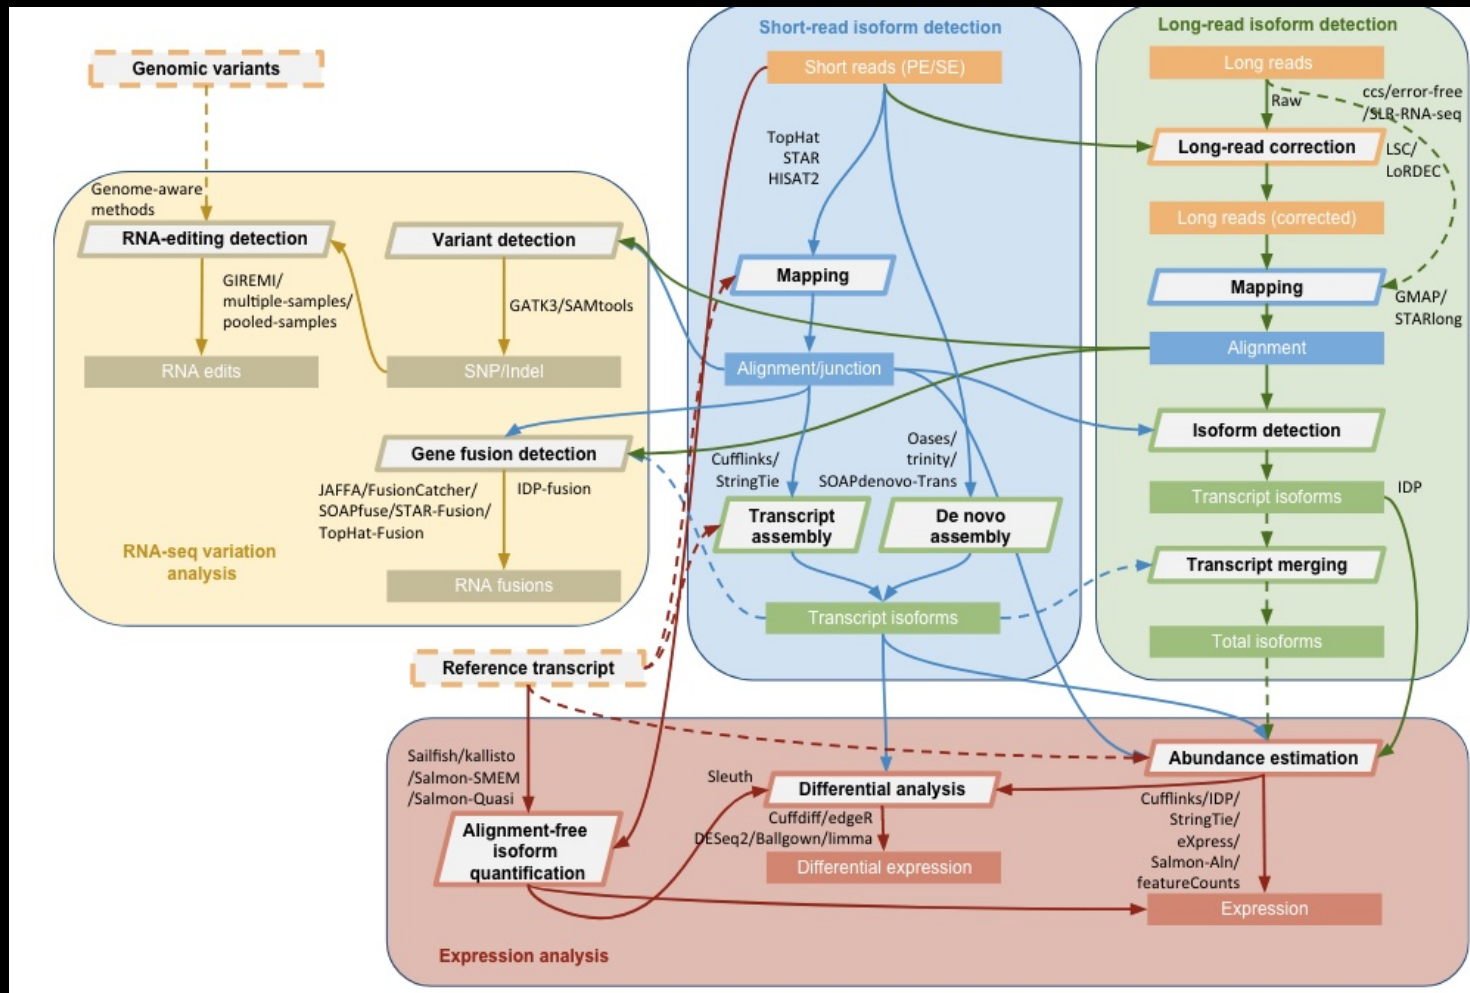 Short-read isoform detection
Long-read isoform detection
Genomic variants
Short reads (PE/SE)
Long reads
Raw
ccs/error-free
/SLR-RNA-seq
TopHat
STAR
HISAT2
Long-read correction
LSC/
LoRDEC
Genome-aware
methods
RNA-editing detection
Variant detection
Long reads (corrected)
Mapping
Mapping
GIREMI/
multiple-samples/
pooled-samples
GATK3/SAMtools
GMAP/
STARlong
RNA edits
SNP/Indel
Alignment/junction
Alignment
Gene fusion detection
Isoform detection
Cufflinks/
StringTie
Oases/
trinity/
SOAPdenovo-Trans
JAFFA/FusionCatcher/
SOAPfuse/STAR-Fusion/
TopHat-Fusion
IDP-fusion
Transcript isoforms
IDP
Transcript
assembly
De novo
assembly
RNA-seq variation
analysis
RNA fusions
Transcript merging
Transcript isoforms
Total isoforms
Reference transcript
Sailfish/kallisto
/Salmon-SMEM
/Salmon-Quasi
Sleuth
Differential analysis
Abundance estimation
Cuffdiff/edgeR
DESeq2/Ballgown/limma
Cufflinks/IDP/
StringTie/
eXpress/
Salmon-Aln/
featureCounts
Alignment-free
isoform
quantification
Differential expression
Expression
Expression analysis